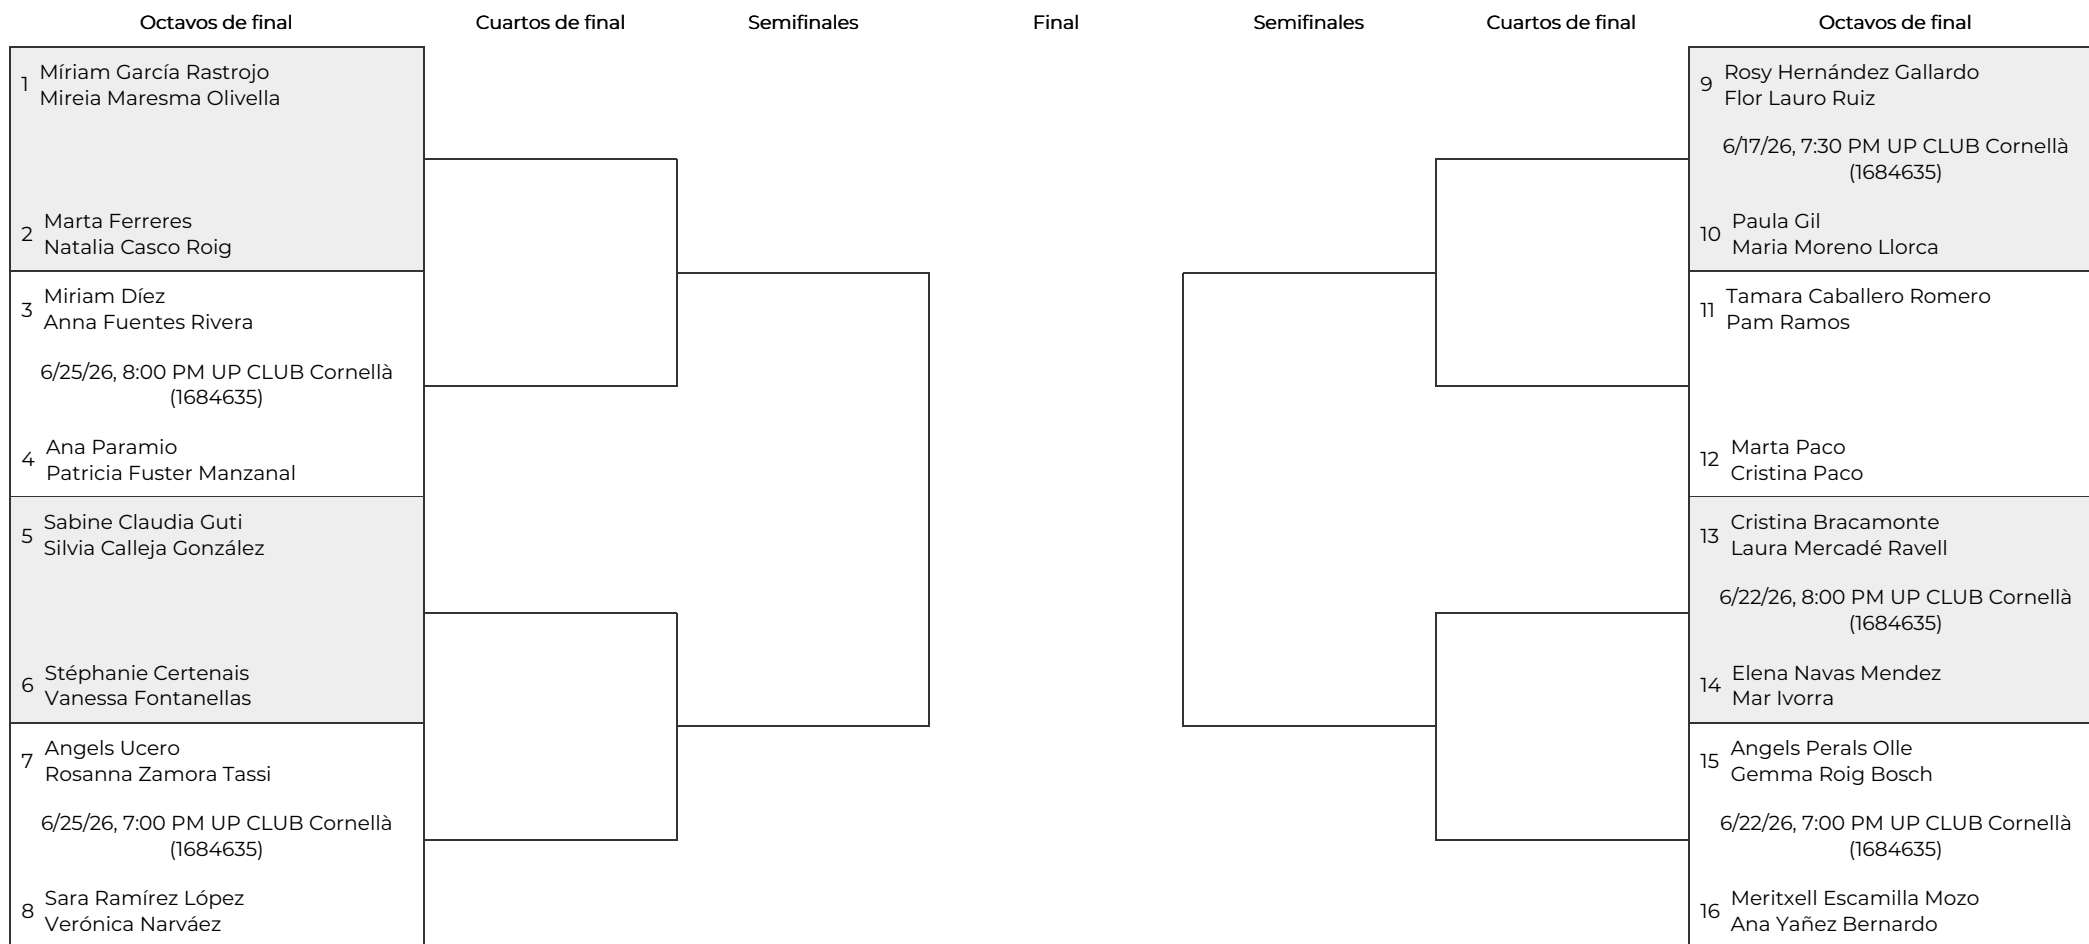 Octavos de final
Cuartos de final
Semifinales
Final
Semifinales
Cuartos de final
Octavos de final
1
Míriam García Rastrojo
Mireia Maresma Olivella
2
Marta Ferreres
Natalia Casco Roig
3
Miriam Díez
Anna Fuentes Rivera
6/25/26, 8:00 PM UP CLUB Cornellà
(1684635)
4
Ana Paramio
Patricia Fuster Manzanal
5
Sabine Claudia Guti
Silvia Calleja González
6
Stéphanie Certenais
Vanessa Fontanellas
7
Angels Ucero
Rosanna Zamora Tassi
6/25/26, 7:00 PM UP CLUB Cornellà
(1684635)
8
Sara Ramírez López
Verónica Narváez
9
Rosy Hernández Gallardo
Flor Lauro Ruiz
6/17/26, 7:30 PM UP CLUB Cornellà
(1684635)
10
Paula Gil
Maria Moreno Llorca
11
Tamara Caballero Romero
Pam Ramos
12
Marta Paco
Cristina Paco
13
Cristina Bracamonte
Laura Mercadé Ravell
6/22/26, 8:00 PM UP CLUB Cornellà
(1684635)
14
Elena Navas Mendez
Mar Ivorra
15
Angels Perals Olle
Gemma Roig Bosch
6/22/26, 7:00 PM UP CLUB Cornellà
(1684635)
16
Meritxell Escamilla Mozo
Ana Yañez Bernardo